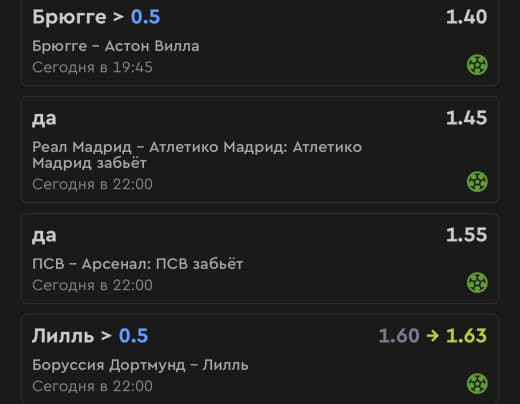 Брюгге > 0.5 1.40
Брюгге – Астон Вилла
Сегодня в 19:45
да 1.45
Реал Мадрид – Атлетико Мадрид: Атлетико
Мадрид забьёт
Сегодня в 22:00
да 1.55
ПСВ – Арсенал: ПСВ забьёт
Сегодня в 22:00
Лилль > 0.5 1.60 → 1.63
Боруссия Дортмунд – Лилль
Сегодня в 22:00